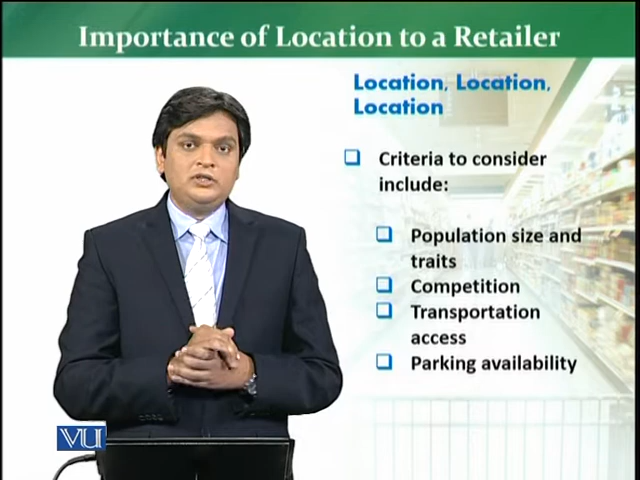 Importance of Location to a Retailer
Location, Location,
Location
Criteria to consider
include:
Population size and
traits
Competition
Transportation
access
Parking availability
VU